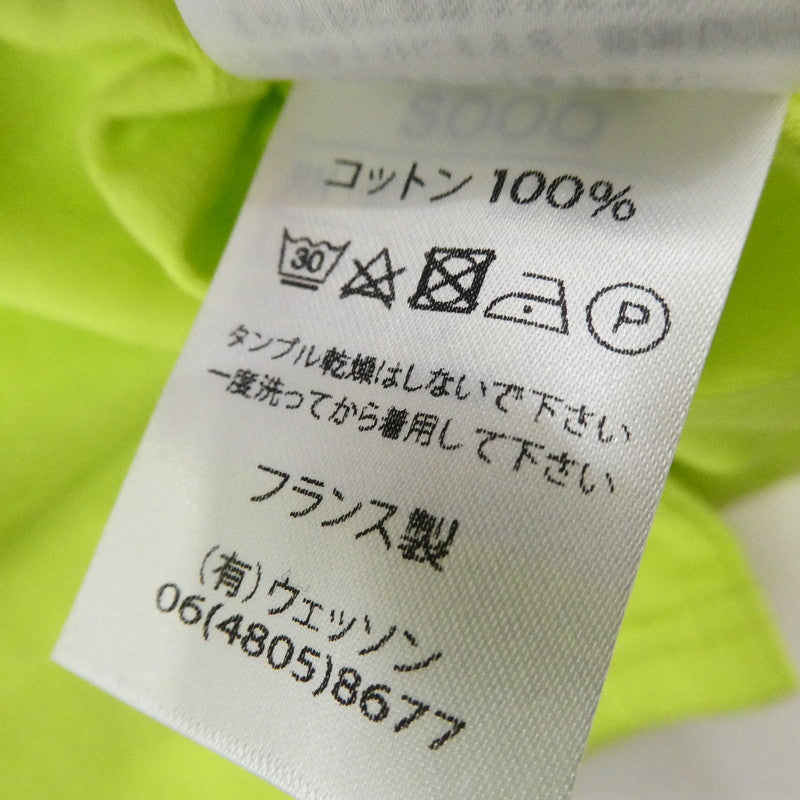 コットン 100%
30 P
タンブル乾燥はしないで下さい
一度洗ってから着用して下さい
フランス製
(有)ウェッソン
06(4805)8677